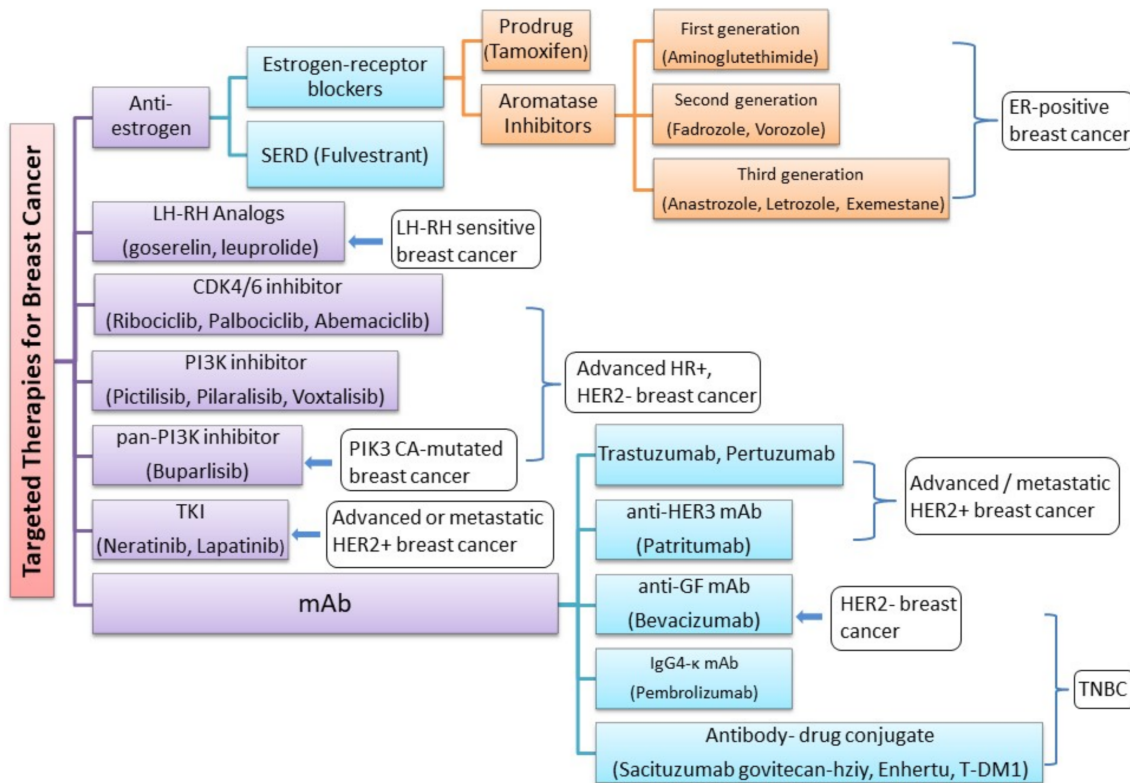 Targeted Therapies for Breast Cancer
Anti-
estrogen
Estrogen-receptor
blockers
SERD (Fulvestrant)
Prodrug
(Tamoxifen)
Aromatase
Inhibitors
First generation
(Aminoglutethimide)
Second generation
(Fadrozole, Vorozole)
Third generation
(Anastrozole, Letrozole, Exemestane)
ER-positive
breast cancer
LH-RH Analogs
(goserelin, leuprolide)
LH-RH sensitive
breast cancer
CDK4/6 inhibitor
(Ribociclib, Palbociclib, Abemaciclib)
PI3K inhibitor
(Pictilisib, Pilaralisib, Voxtalisib)
Advanced HR+,
HER2- breast cancer
pan-PI3K inhibitor
(Buparlisib)
PIK3 CA-mutated
breast cancer
TKI
(Neratinib, Lapatinib)
Advanced or metastatic
HER2+ breast cancer
mAb
Trastuzumab, Pertuzumab
anti-HER3 mAb
(Patritumab)
Advanced / metastatic
HER2+ breast cancer
anti-GF mAb
(Bevacizumab)
HER2- breast
cancer
IgG4-κ mAb
(Pembrolizumab)
TNBC
Antibody- drug conjugate
(Sacituzumab govitecan-hziy, Enhertu, T-DM1)